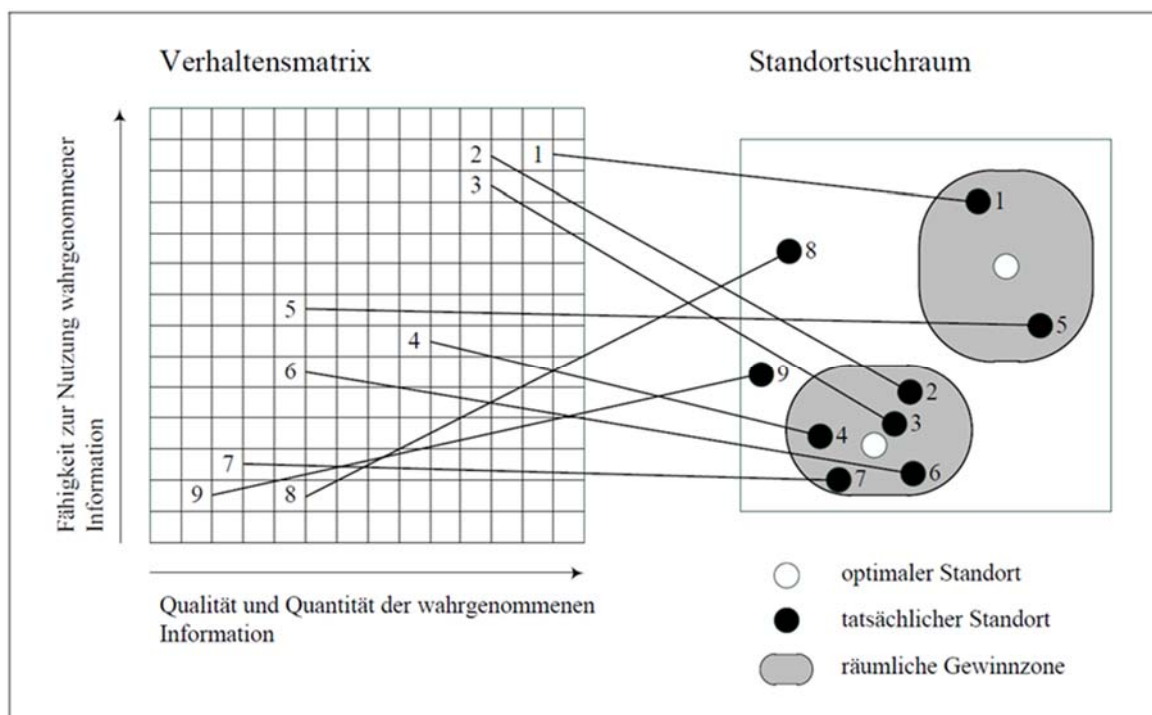 Verhaltensmatrix
Standortsuchraum
Fähigkeit zur Nutzung wahrgenommener
Information
2
1
3
5
4
6
7
9
8
1
8
5
9
2
3
4
6
7
Qualität und Quantität der wahrgenommenen
Information
optimaler Standort
tatsächlicher Standort
räumliche Gewinnzone